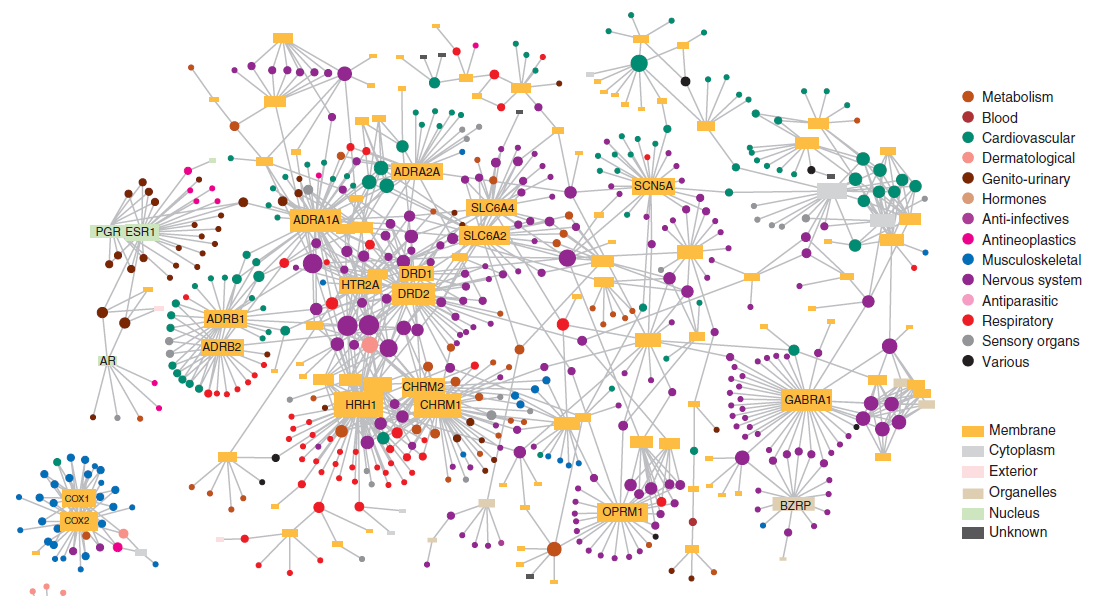 ADRA2A
SCN5A
SLC6A4
ADRA1A
PGR ESR1
SLC6A2
DRD1
HTR2A
DRD2
ADRB1
ADRB2
AR
CHRM2
HRH1
CHRM1
GABRA1
COX1
COX2
OPRM1
BZRP
Metabolism
Blood
Cardiovascular
Dermatological
Genito-urinary
Hormones
Anti-infectives
Antineoplastics
Musculoskeletal
Nervous system
Antiparasitic
Respiratory
Sensory organs
Various
Membrane
Cytoplasm
Exterior
Organelles
Nucleus
Unknown